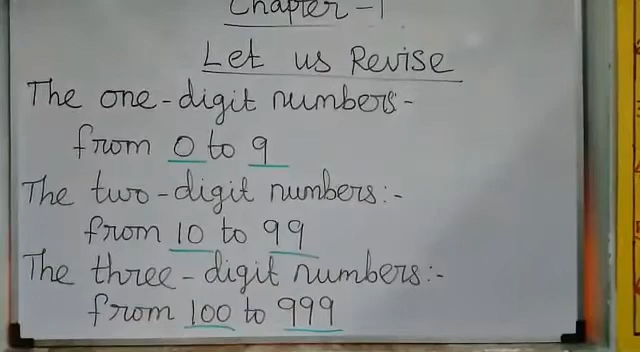 Chapter-1
Let us Revise
The one-digit numbers-
from 0 to 9
The two-digit numbers:-
from 10 to 99
The three-digit numbers:-
from 100 to 999